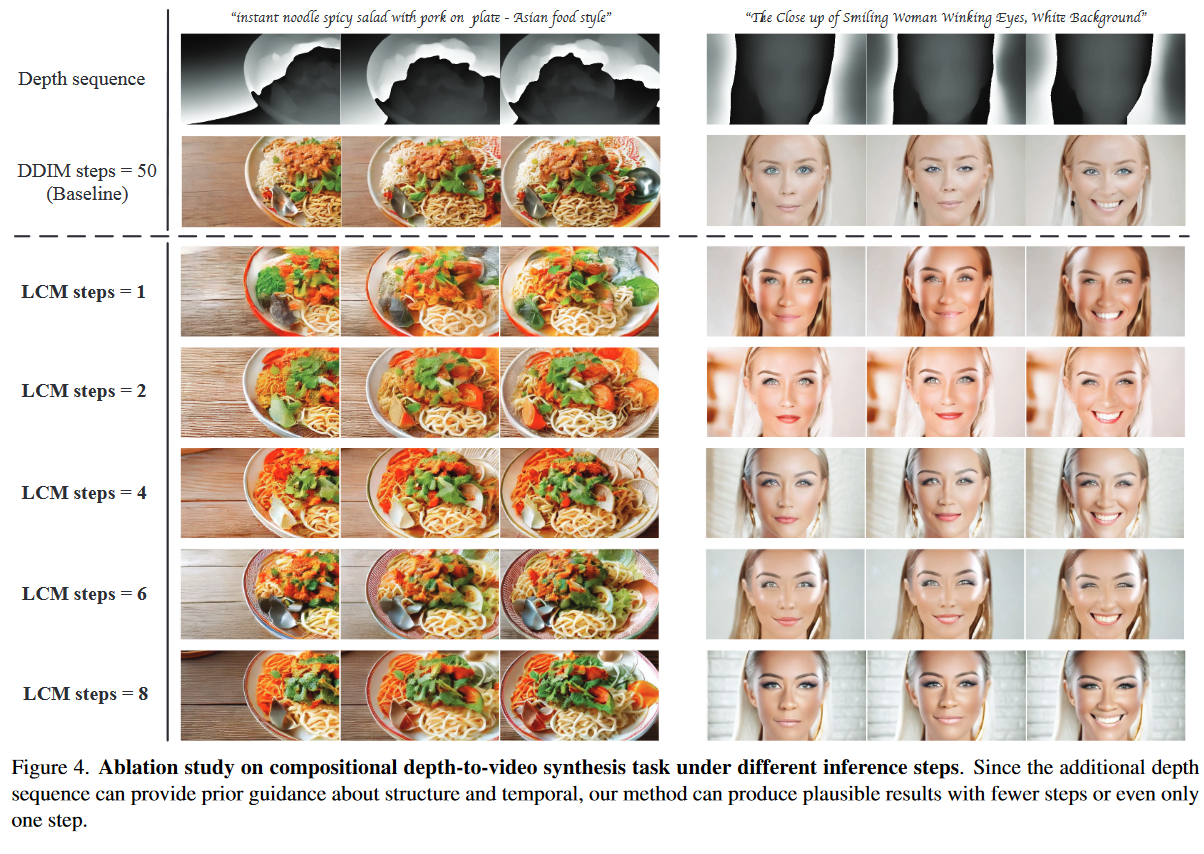 “instant noodle spicy salad with pork on plate - Asian food style”
“The Close up of Smiling Woman Winking Eyes, White Background”
Depth sequence
DDIM steps = 50
(Baseline)
LCM steps = 1
LCM steps = 2
LCM steps = 4
LCM steps = 6
LCM steps = 8
Figure 4. Ablation study on compositional depth-to-video synthesis task under different inference steps. Since the additional depth
sequence can provide prior guidance about structure and temporal, our method can produce plausible results with fewer steps or even only
one step.